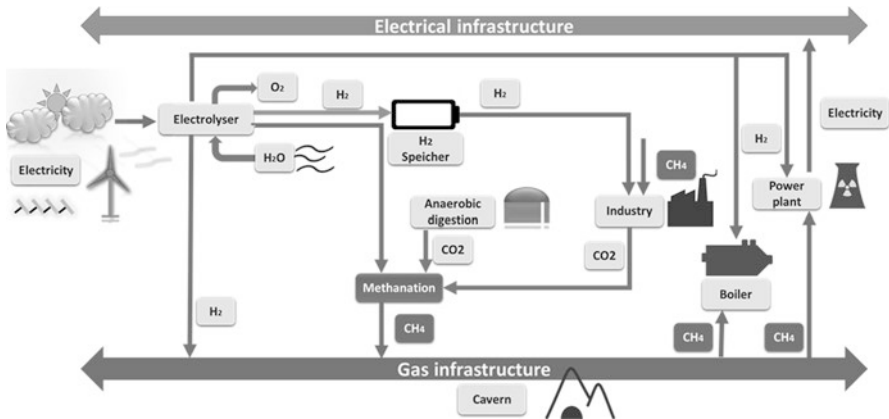 Electrical infrastructure
O₂
H₂
H₂
Electrolyser
H₂
Speicher
H₂O
Electricity
Electricity
H₂
CH₄
Power
plant
Anaerobic
digestion
Industry
CO2
CO2
Methanation
Boiler
H₂
CH₄
CH₄
CH₄
Gas infrastructure
Cavern